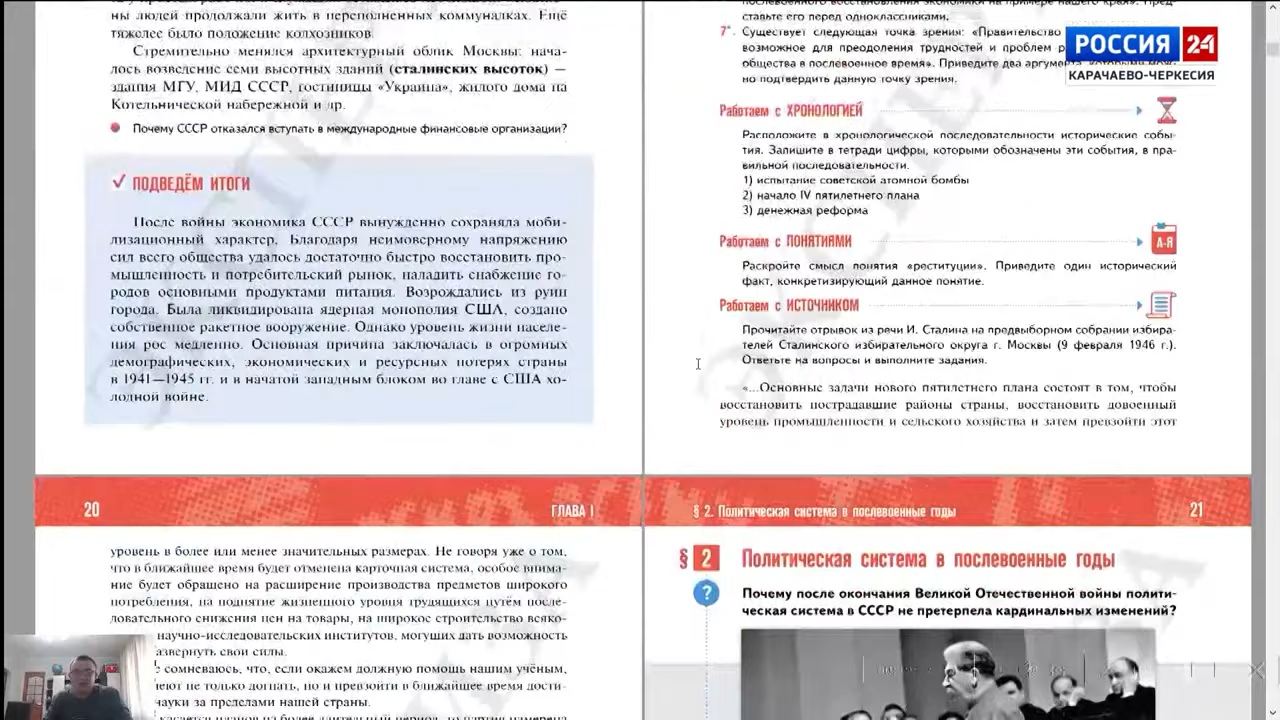 ны людей продолжали жить в переполненных коммуналках. Ещё
тяжелее было положение колхозников.
Стремительно менялся архитектурный облик Москвы: нача-
лось возведение семи высотных зданий (сталинских высоток) —
здания МГУ, МИД СССР, гостиницы «Украина», жилого дома на
Котельнической набережной и др.
Почему СССР отказался вступать в международные финансовые организации?
ПОДВЕДЁМ ИТОГИ
После войны экономика СССР вынужденно сохраняла моби-
лизационный характер. Благодаря неимоверному напряжению
сил всего общества удалось достаточно быстро восстановить про-
мышленность и потребительский рынок, наладить снабжение го-
родов основными продуктами питания. Возрождались из руин
города. Была ликвидирована ядерная монополия США, создано
собственное ракетное вооружение. Однако уровень жизни населе-
ния рос медленно. Основная причина заключалась в огромных
демографических, экономических и ресурсных потерях страны
в 1941—1945 гг. и в начатой западным блоком во главе с США хо-
лодной войне.
послевоенного восстановления экономики на примере нашего края». Пред-
ставьте его перед одноклассниками.
7*. Существует следующая точка зрения: «Правительство
возможное для преодоления трудностей и проблем
общества в послевоенное время». Приведите два
но подтвердить данную точку зрения.
РОССИЯ 24
КАРАЧАЕВО-ЧЕРКЕСИЯ
Работаем с ХРОНОЛОГИЕЙ
Расположите в хронологической последовательности исторические собы-
тия. Запишите в тетради цифры, которыми обозначены эти события, в пра-
вильной последовательности.
1) испытание советской атомной бомбы
2) начало IV пятилетнего плана
3) денежная реформа
Работаем с ПОНЯТИЯМИ
А-Я
Раскройте смысл понятия «реституции». Приведите один исторический
факт, конкретизирующий данное понятие.
Работаем с ИСТОЧНИКОМ
Прочитайте отрывок из речи И. Сталина на предвыборном собрании избира-
телей Сталинского избирательного округа г. Москвы (9 февраля 1946 г.).
Ответьте на вопросы и выполните задания.
«...Основные задачи нового пятилетнего плана состоят в том, чтобы
восстановить пострадавшие районы страны, восстановить довоенный
уровень промышленности и сельского хозяйства и затем превзойти этот
20 ГЛАВА I
уровень в более или менее значительных размерах. Не говоря уже о том,
что в ближайшее время будет отменена карточная система, особое внима-
ние будет обращено на расширение производства предметов широкого
потребления, на поднятие жизненного уровня трудящихся путём после-
довательного снижения цен на товары, на широкое строительство всяко-
научно-исследовательских институтов, могущих дать возможность
азвернуть свои силы.
сомневаюсь, что, если окажем должную помощь нашим учёным,
еют не только догнать, но и превзойти в ближайшее время дости-
науки за пределами нашей страны.
§ 2. Политическая система в послевоенные годы 21
§ 2 Политическая система в послевоенные годы
? Почему после окончания Великой Отечественной войны полити-
ческая система в СССР не претерпела кардинальных изменений?